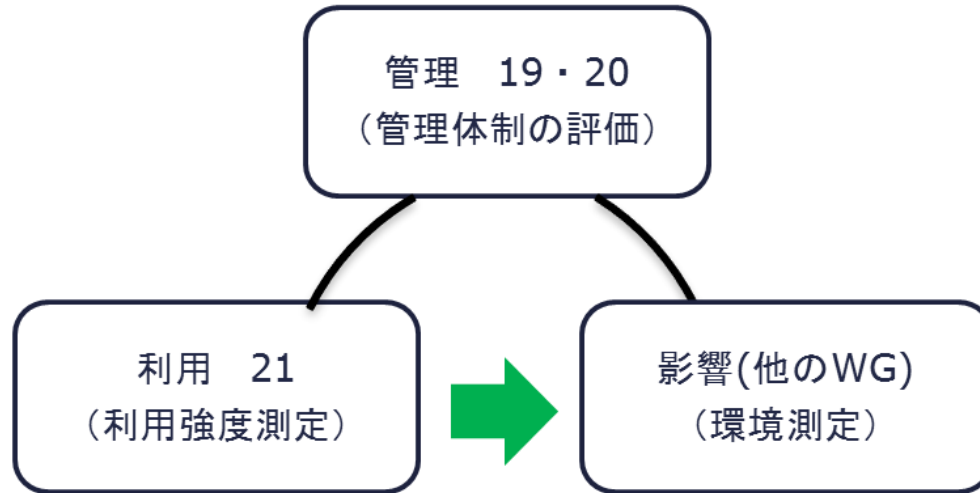 管理　19・20
（管理体制の評価）
利用　21
（利用強度測定）
影響(他のWG)
（環境測定）